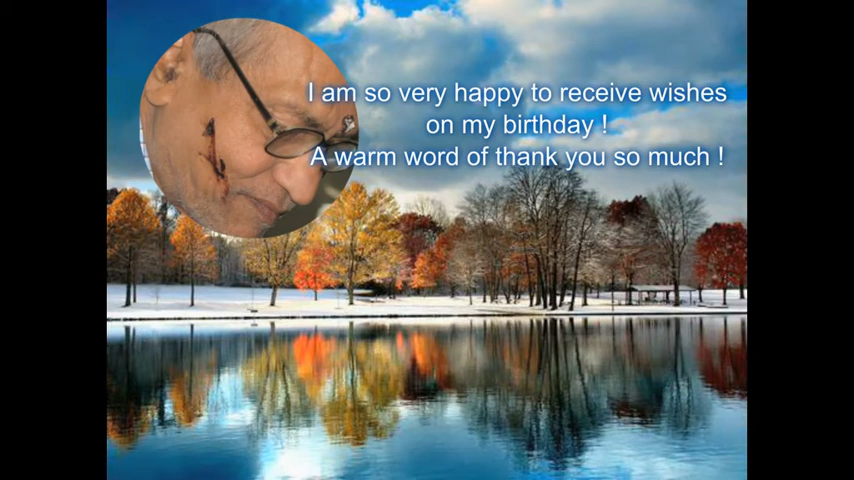 I am so very happy to receive wishes
on my birthday !
A warm word of thank you so much !